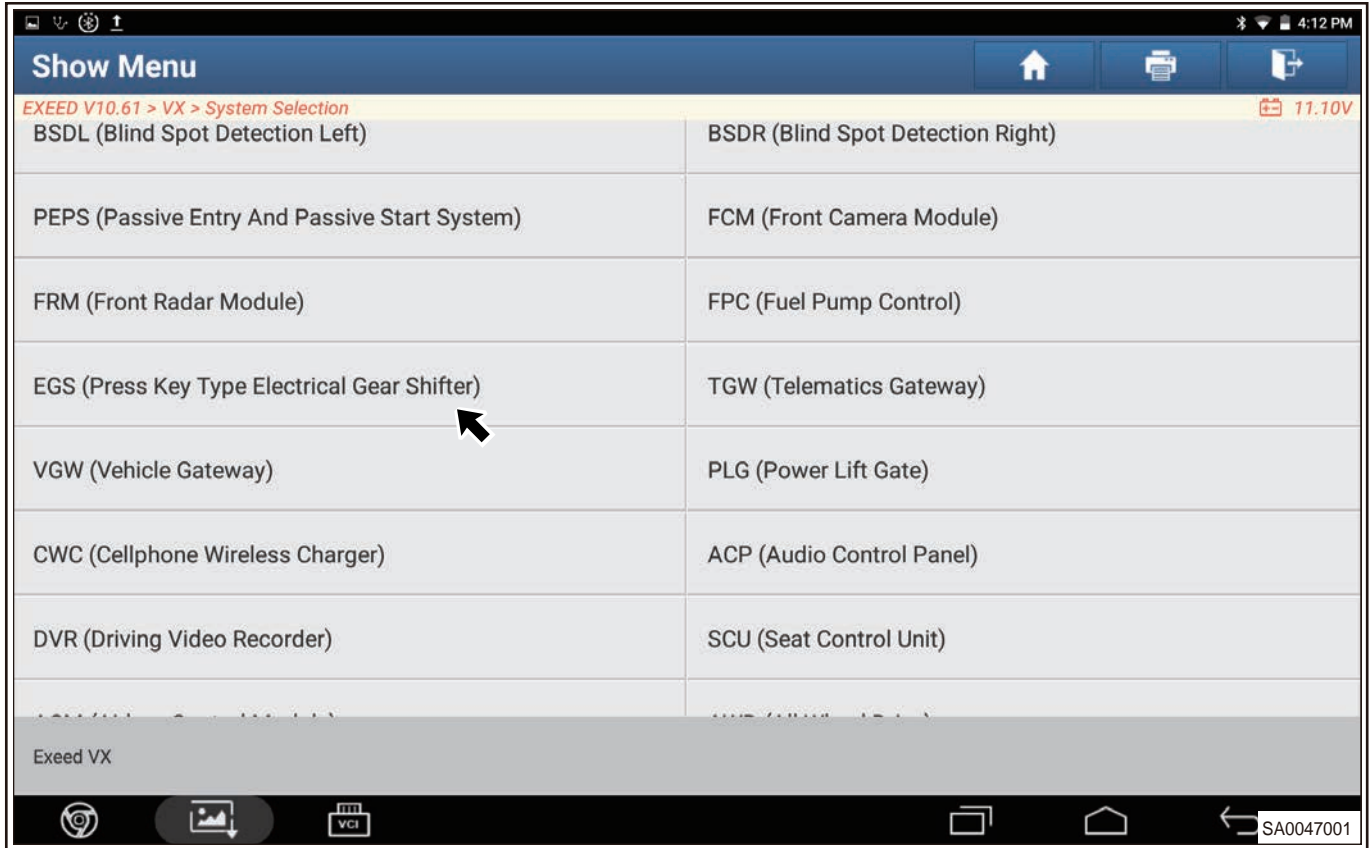 4:12 PM
Show Menu
EXEED V10.61 > VX > System Selection
11.10V
BSDL (Blind Spot Detection Left)
BSDR (Blind Spot Detection Right)
PEPS (Passive Entry And Passive Start System)
FCM (Front Camera Module)
FRM (Front Radar Module)
FPC (Fuel Pump Control)
EGS (Press Key Type Electrical Gear Shifter)
TGW (Telematics Gateway)
VGW (Vehicle Gateway)
PLG (Power Lift Gate)
CWC (Cellphone Wireless Charger)
ACP (Audio Control Panel)
DVR (Driving Video Recorder)
SCU (Seat Control Unit)
Exeed VX
VCI
SA0047001